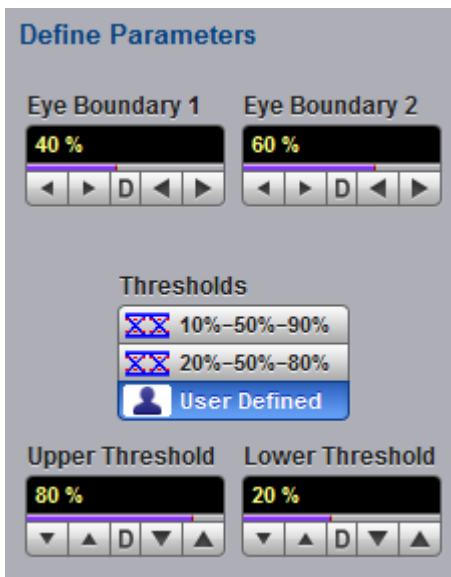 Define Parameters
Eye Boundary 1 Eye Boundary 2
40 % 60 %
D D
Thresholds
10%-50%-90%
20%-50%-80%
User Defined
Upper Threshold Lower Threshold
80 % 20 %
D D